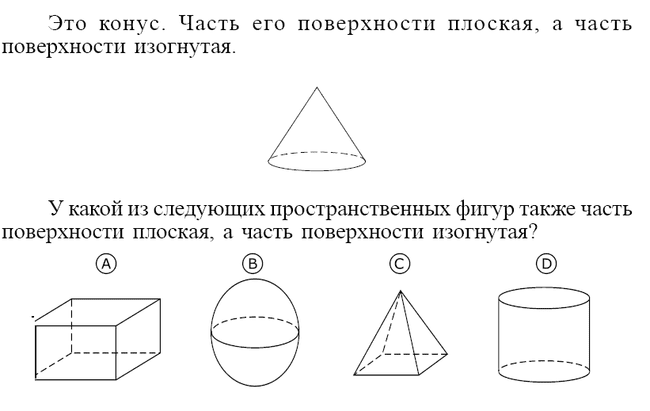 Это конус. Часть его поверхности плоская, а часть
поверхности изогнутая.
У какой из следующих пространственных фигур также часть
поверхности плоская, а часть поверхности изогнутая?
A B C D